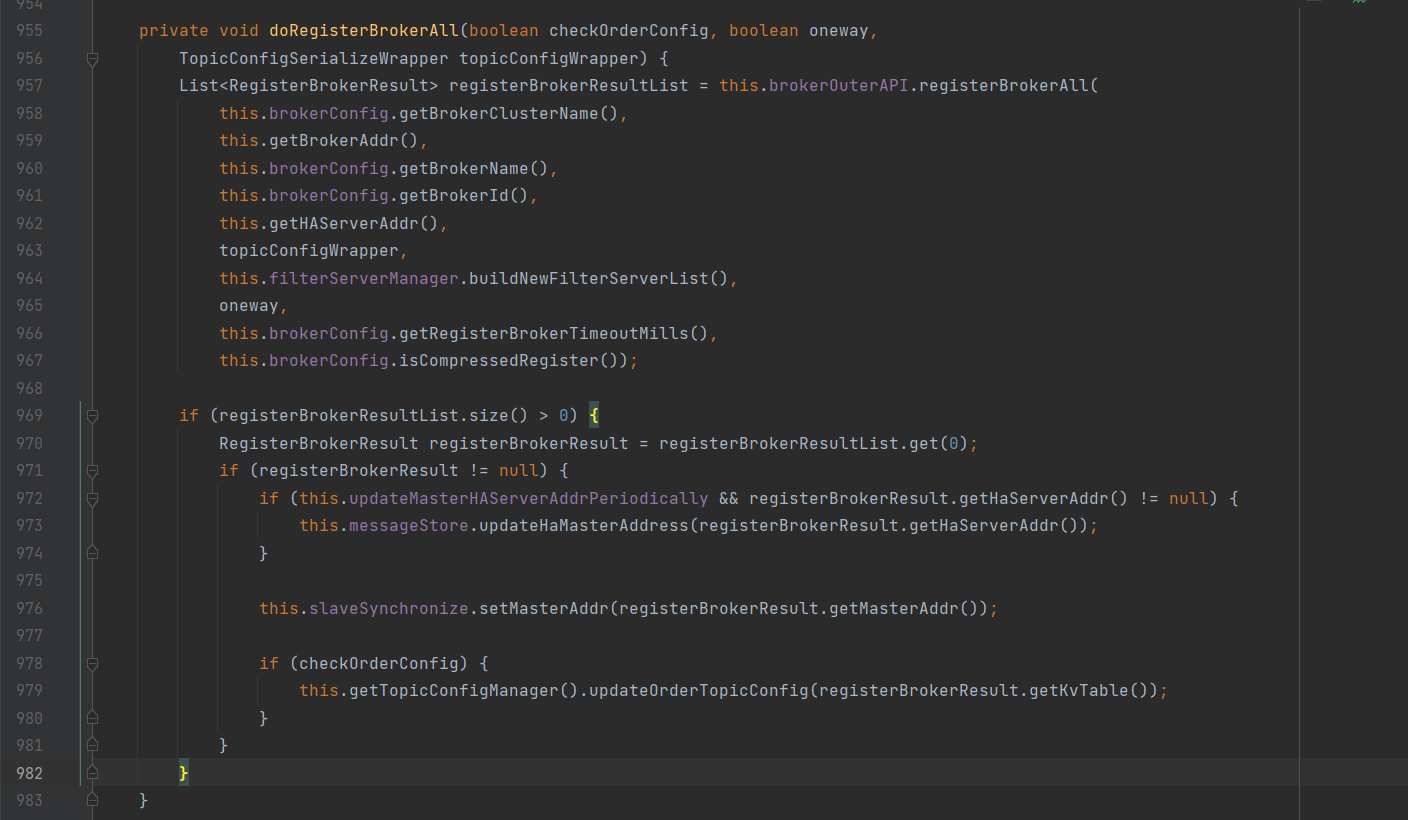 954
955 private void doRegisterBrokerAll(boolean checkOrderConfig, boolean oneway,
956 TopicConfigSerializeWrapper topicConfigWrapper) {
957 List<RegisterBrokerResult> registerBrokerResultList = this.brokerOuterAPI.registerBrokerAll(
958 this.brokerConfig.getBrokerClusterName(),
959 this.getBrokerAddr(),
960 this.brokerConfig.getBrokerName(),
961 this.brokerConfig.getBrokerId(),
962 this.getHAServerAddr(),
963 topicConfigWrapper,
964 this.filterServerManager.buildNewFilterServerList(),
965 oneway,
966 this.brokerConfig.getRegisterBrokerTimeoutMills(),
967 this.brokerConfig.isCompressedRegister());
968
969 if (registerBrokerResultList.size() > 0) {
970 RegisterBrokerResult registerBrokerResult = registerBrokerResultList.get(0);
971 if (registerBrokerResult != null) {
972 if (this.updateMasterHAServerAddrPeriodically && registerBrokerResult.getHaServerAddr() != null) {
973 this.messageStore.updateHaMasterAddress(registerBrokerResult.getHaServerAddr());
974 }
975
976 this.slaveSynchronize.setMasterAddr(registerBrokerResult.getMasterAddr());
977
978 if (checkOrderConfig) {
979 this.getTopicConfigManager().updateOrderTopicConfig(registerBrokerResult.getKvTable());
980 }
981 }
982 }
983 }